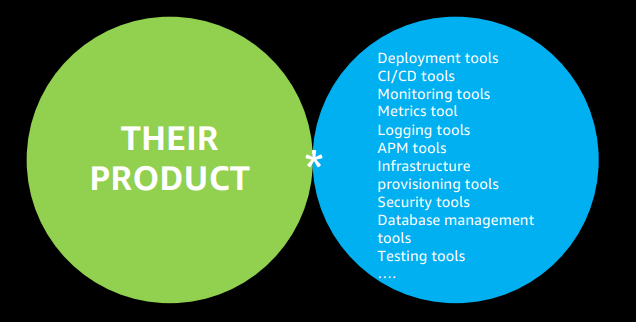 THEIR
PRODUCT
*
Deployment tools
CI/CD tools
Monitoring tools
Metrics tool
Logging tools
APM tools
Infrastructure
provisioning tools
Security tools
Database management
tools
Testing tools
....